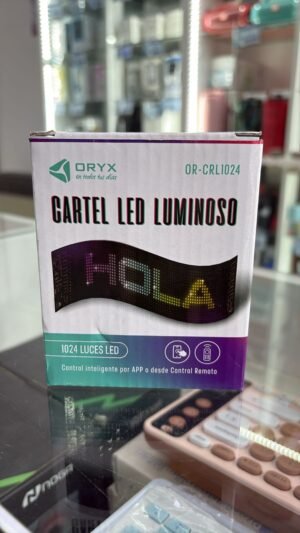 ORYX
en todos tus días
OR-CRL1024
CARTEL LED LUMINOSO
HOLA
1024 LUCES LED
Control inteligente por APP o desde Control Remoto
NOGA